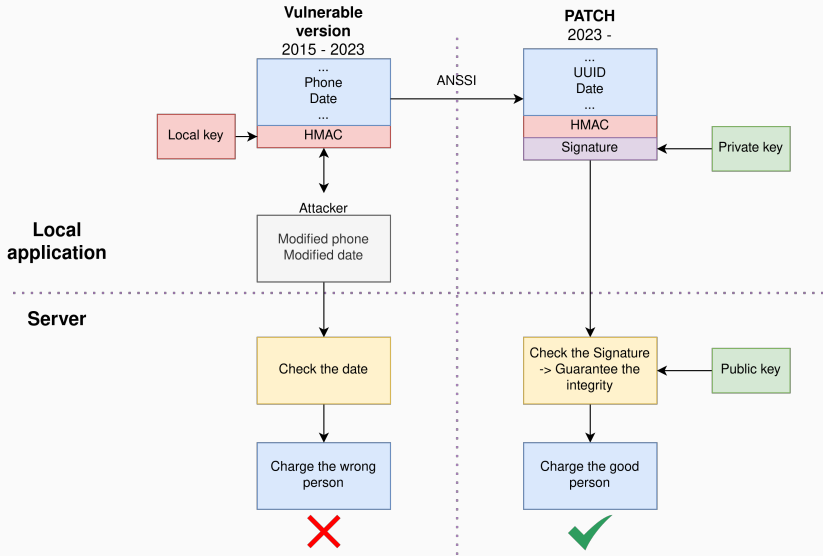 Vulnerable
version
2015 - 2023
...
Phone
Date
...
HMAC
Local key
ANSSI
PATCH
2023 -
...
UUID
Date
...
HMAC
Signature
Private key
Attacker
Modified phone
Modified date
Local
application
Server
Check the date
Check the Signature
-> Guarantee the
integrity
Public key
Charge the wrong
person
Charge the good
person